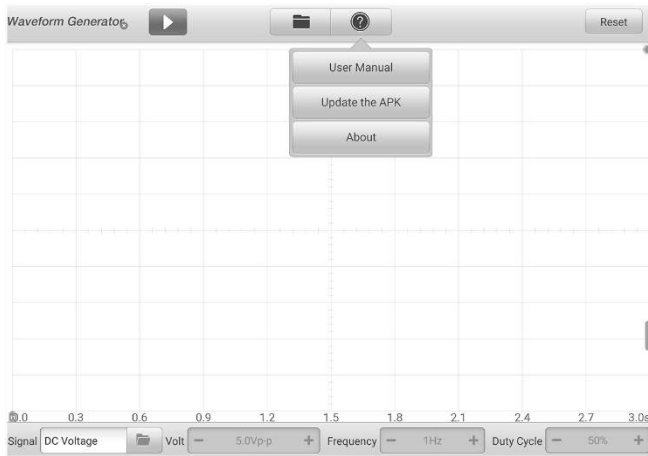 Waveform Generator
Reset
User Manual
Update the APK
About
0.0 0.3 0.6 0.9 1.2 1.5 1.8 2.1 2.4 2.7 3.0s
Signal DC Voltage Volt − 5.0Vp-p + Frequency − 1Hz + Duty Cycle − 50% +